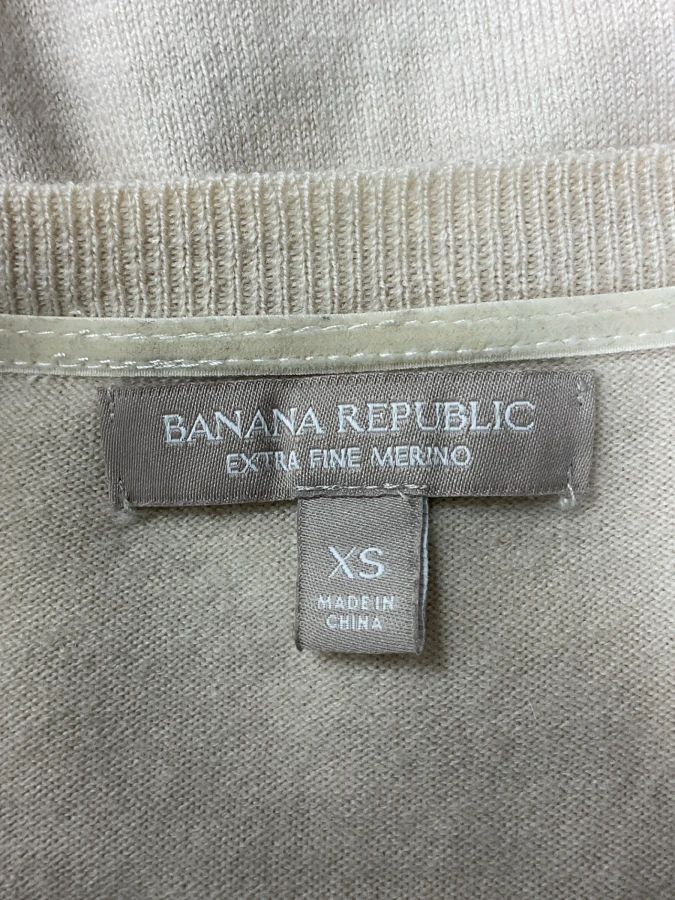 BANANA REPUBLIC
EXTRA FINE MERINO
XS
MADE IN
CHINA